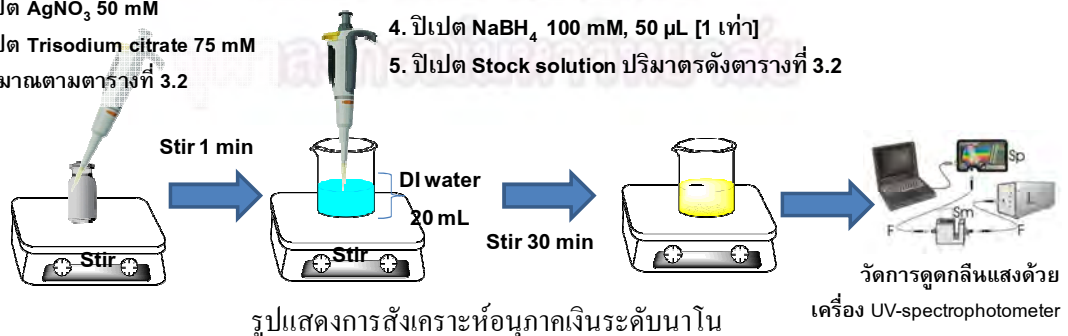 ปต AgNO3 50 mM
ปต Trisodium citrate 75 mM
มาณตามตารางที่ 3.2
4. ปิเปต NaBH4 100 mM, 50 µL [1 เท่า]
5. ปิเปต Stock solution ปริมาตรดังตารางที่ 3.2
Stir 1 min
DI water
20 mL
Stir 30 min
Stir
Stir
Sp
L
Sm
F
F
วัดการดูดกลืนแสงด้วย
เครื่อง UV-spectrophotometer
รูปแสดงการสังเคราะห์อนุภาคเงินระดับนาโน